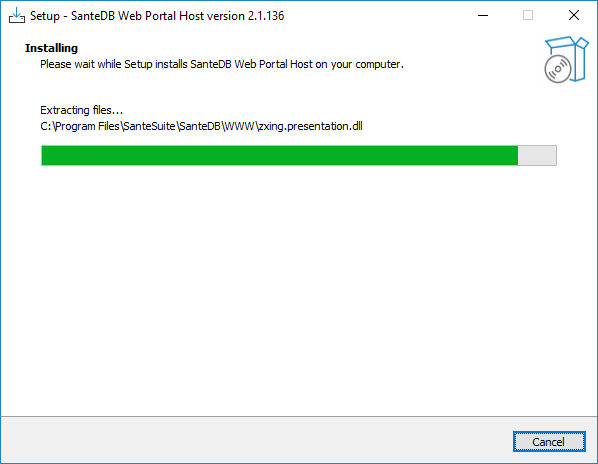 Setup - SanteDB Web Portal Host version 2.1.136
Installing
Please wait while Setup installs SanteDB Web Portal Host on your computer.
Extracting files...
C:\Program Files\SanteSuite\SanteDB\WWW\zxing.presentation.dll
Cancel